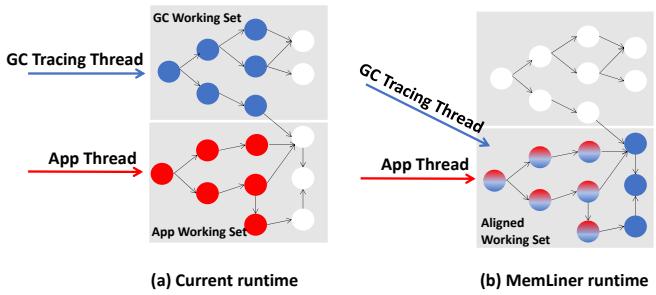 GC Working Set
GC Tracing Thread
App Thread
App Working Set
(a) Current runtime
GC Tracing Thread
App Thread
Aligned
Working Set
(b) MemLiner runtime